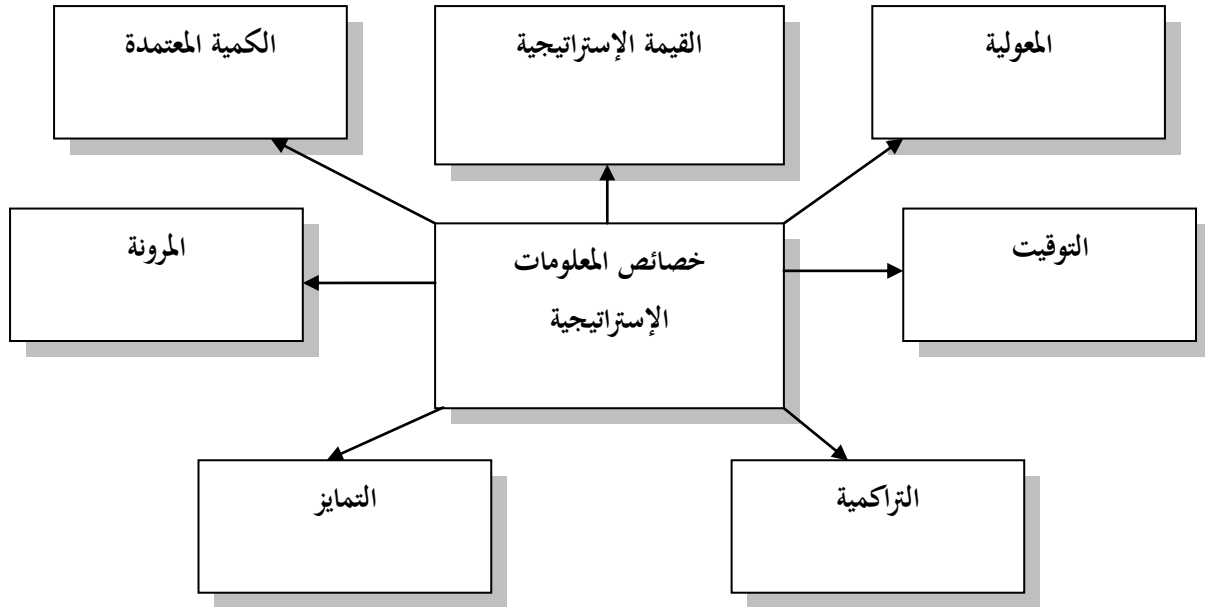 المعولية
القيمة الإستراتيجية
الكمية المعتمدة
التوقيت
خصائص المعلومات
الإستراتيجية
المرونة
التراكمية
التمايز